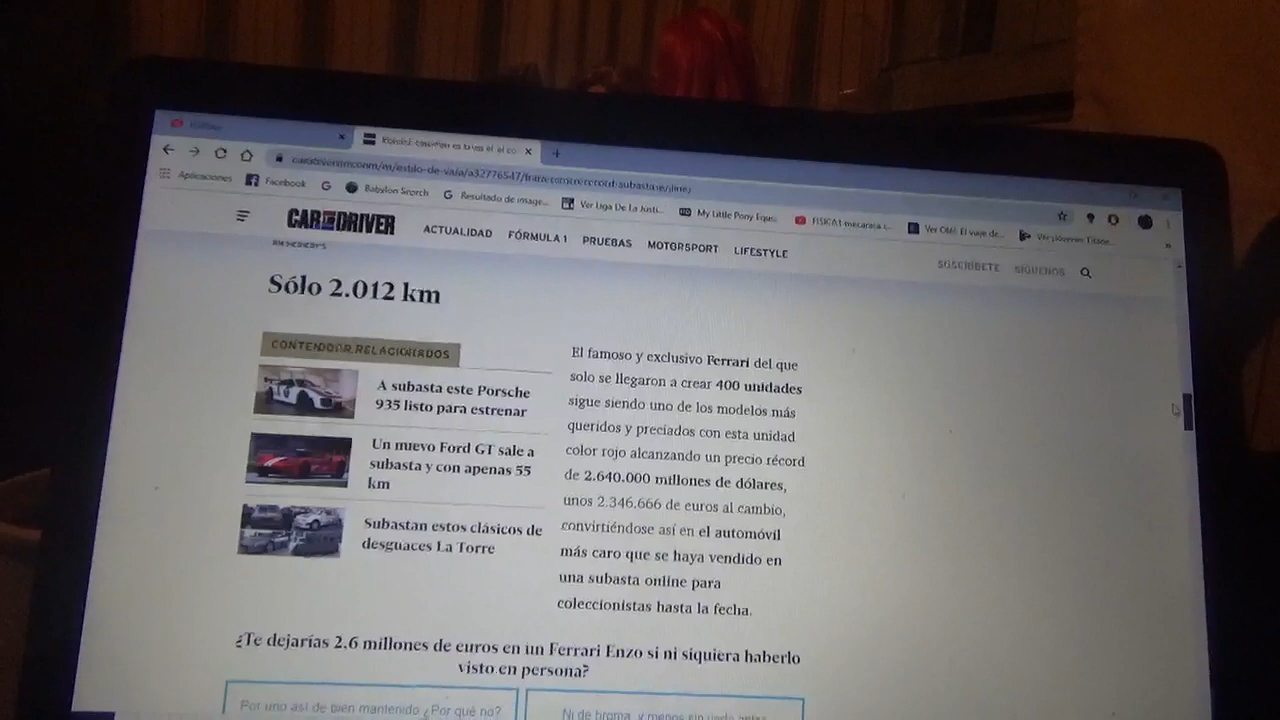 Aplicaciones Facebook Babylon Search Resultado de image... Ver Liga De La Justi... My Little Pony Equs... FISICA1 mecanica c... Ver Olé!. El viaje de...
CAR AND DRIVER ACTUALIDAD FÓRMULA 1 PRUEBAS MOTORSPORT LIFESTYLE SUSCRÍBETE SÍGUENOS
RM SOTHEBY'S
Sólo 2.012 km
CONTENIDOR RELACIONADOS
A subasta este Porsche
935 listo para estrenar
Un nuevo Ford GT sale a
subasta y con apenas 55
km
Subastan estos clásicos de
desguaces La Torre
El famoso y exclusivo Ferrari del que
solo se llegaron a crear 400 unidades
sigue siendo uno de los modelos más
queridos y preciados con esta unidad
color rojo alcanzando un precio récord
de 2.640.000 millones de dólares,
unos 2.346.666 de euros al cambio,
convirtiéndose así en el automóvil
más caro que se haya vendido en
una subasta online para
coleccionistas hasta la fecha.
¿Te dejarías 2,6 millones de euros en un Ferrari Enzo si ni siquiera haberlo
visto en persona?
Por uno así de bien mantenido ¿Por qué no?
Ni de broma, y menos sin verlo antes